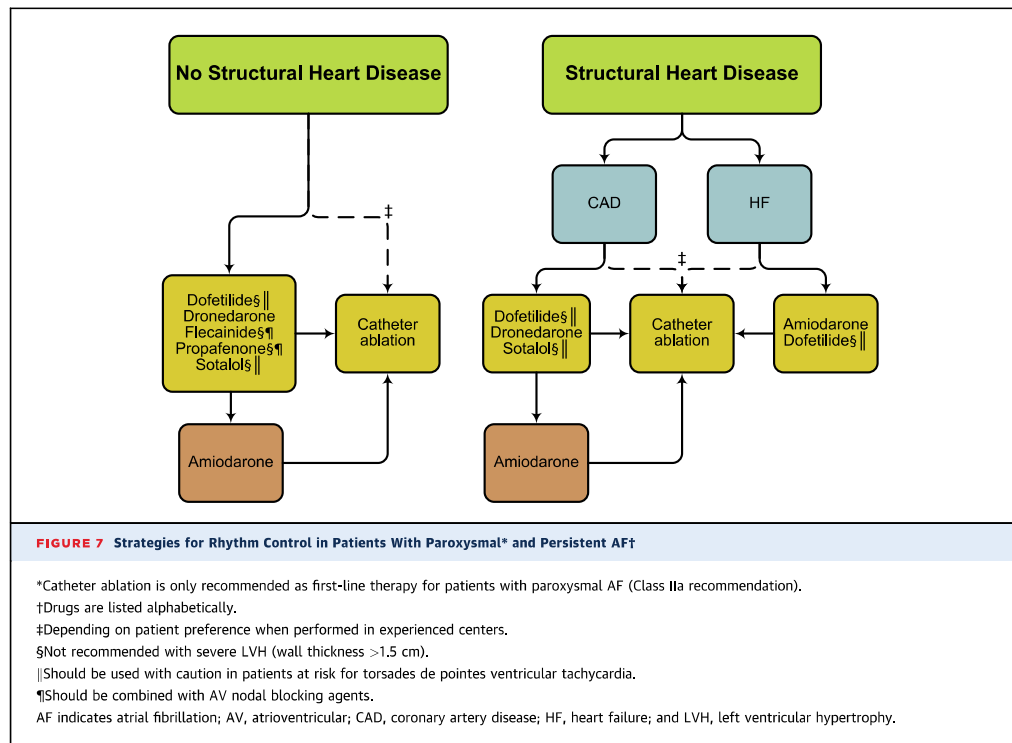 No Structural Heart Disease
Structural Heart Disease
CAD
HF
‡
‡
Dofetilide§‖
Dronedarone
Flecainide§¶
Propafenone§¶
Sotalol§‖
Catheter
ablation
Dofetilide§‖
Dronedarone
Sotalol§‖
Catheter
ablation
Amiodarone
Dofetilide§‖
Amiodarone
Amiodarone
FIGURE 7 Strategies for Rhythm Control in Patients With Paroxysmal* and Persistent AF†
*Catheter ablation is only recommended as first-line therapy for patients with paroxysmal AF (Class IIa recommendation).
†Drugs are listed alphabetically.
‡Depending on patient preference when performed in experienced centers.
§Not recommended with severe LVH (wall thickness >1.5 cm).
‖Should be used with caution in patients at risk for torsades de pointes ventricular tachycardia.
¶Should be combined with AV nodal blocking agents.
AF indicates atrial fibrillation; AV, atrioventricular; CAD, coronary artery disease; HF, heart failure; and LVH, left ventricular hypertrophy.